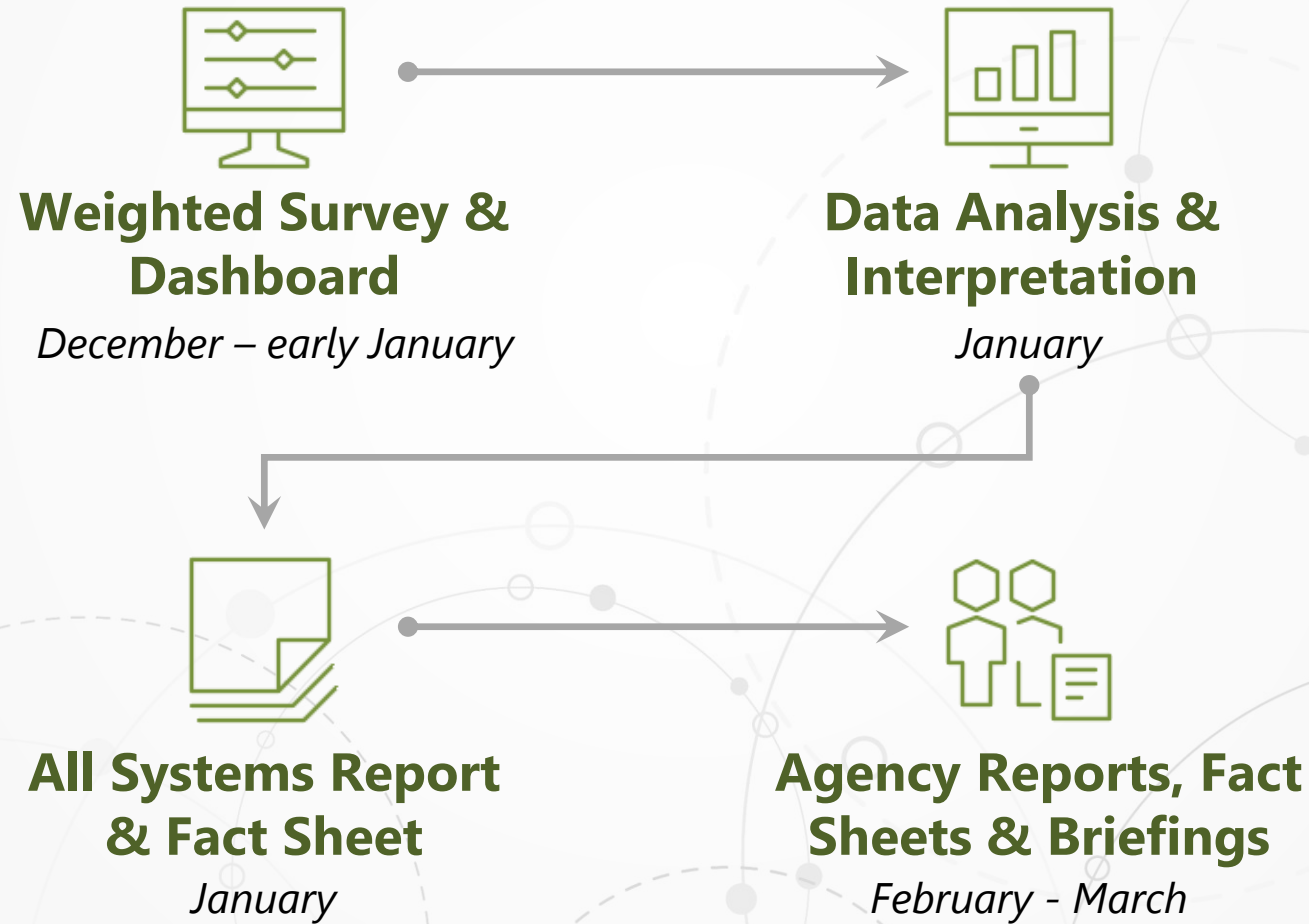 Weighted Survey &
Dashboard
December – early January
Data Analysis &
Interpretation
January
All Systems Report
& Fact Sheet
January
Agency Reports, Fact
Sheets & Briefings
February - March